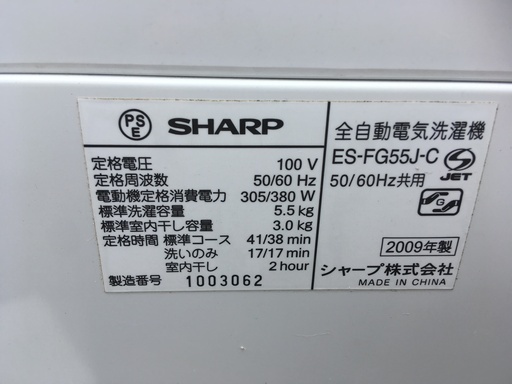 PSE SHARP
定格電圧 100 V
定格周波数 50/60 Hz
電動機定格消費電力 305/380 W
標準洗濯容量 5.5 kg
標準室内干し容量 3.0 kg
定格時間 標準コース 41/38 min
洗いのみ 17/17 min
室内干し 2 hour
製造番号 1003062
全自動電気洗濯機
ES-FG55J-C
50/60Hz共用
S JET
G
2009年製
シャープ株式会社
MADE IN CHINA